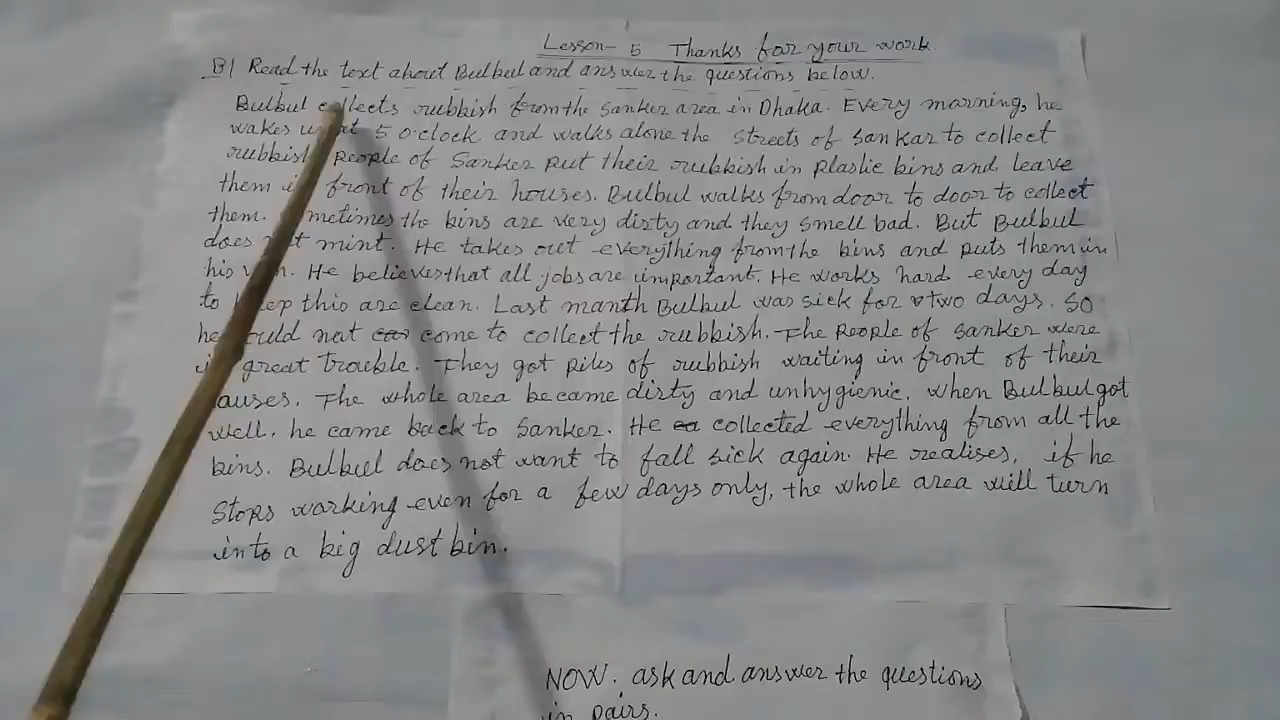 Lesson- 5 Thanks for your work.
B| Read the text about Bulbul and answer the questions below.
Bulbul collects rubbish from the Sanker area in Dhaka. Every morning, he
wakes at 5 o'clock and walks alone the streets of Sankar to collect
rubbish People of Sanker put their rubbish in plastic bins and leave
them front of their houses. Bulbul walks from door to door to collect
them. the bins are very dirty and they smell bad. But Bulbul
does mint. He takes out everything from the bins and puts them in
his He believes that all jobs are important. He works hard every day
to this are clean. Last manth Bulbul was sick for two days. So
he not come to collect the rubbish. The People of Sanker were
great trouble. They got piles of rubbish waiting in front of their
The whole area became dirty and unhygienic. When Bulbul got
well, he came back to Sanker. He collected everything from all the
bins. Bulbul does not want to fall sick again. He realises, if he
stops working even for a few days only, the whole area will turn
into a big dust bin.
NOW. ask and answer the questions
in pairs.